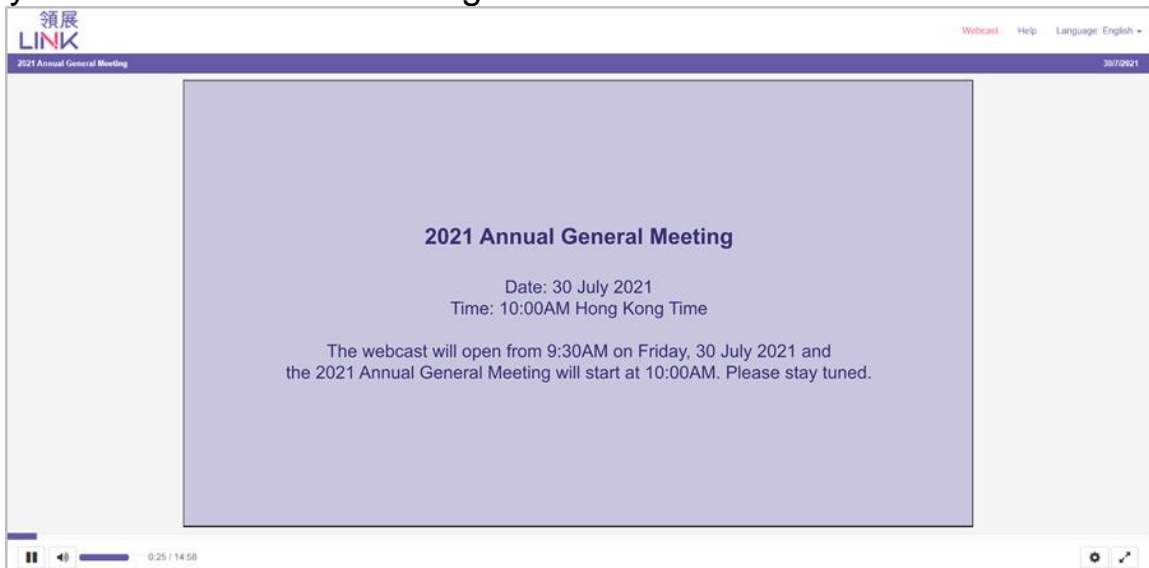 領展
LINK
Webcast Help Language: English
2021 Annual General Meeting 30/7/2021
2021 Annual General Meeting
Date: 30 July 2021
Time: 10:00AM Hong Kong Time
The webcast will open from 9:30AM on Friday, 30 July 2021 and
the 2021 Annual General Meeting will start at 10:00AM. Please stay tuned.
0:25 / 14:58